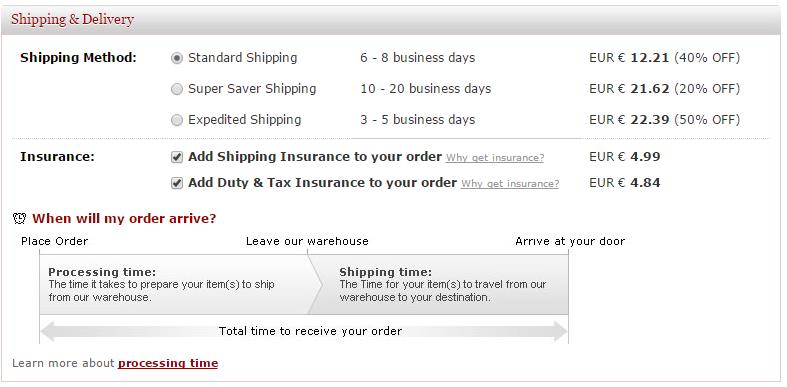 Shipping & Delivery
Shipping Method: Standard Shipping 6 - 8 business days EUR € 12.21 (40% OFF)
Super Saver Shipping 10 - 20 business days EUR € 21.62 (20% OFF)
Expedited Shipping 3 - 5 business days EUR € 22.39 (50% OFF)
Insurance: Add Shipping Insurance to your order Why get insurance? EUR € 4.99
Add Duty & Tax Insurance to your order Why get insurance? EUR € 4.84
When will my order arrive?
Place Order Leave our warehouse Arrive at your door
Processing time:
The time it takes to prepare your item(s) to ship
from our warehouse.
Shipping time:
The Time for your item(s) to travel from our
warehouse to your destination.
Total time to receive your order
Learn more about processing time